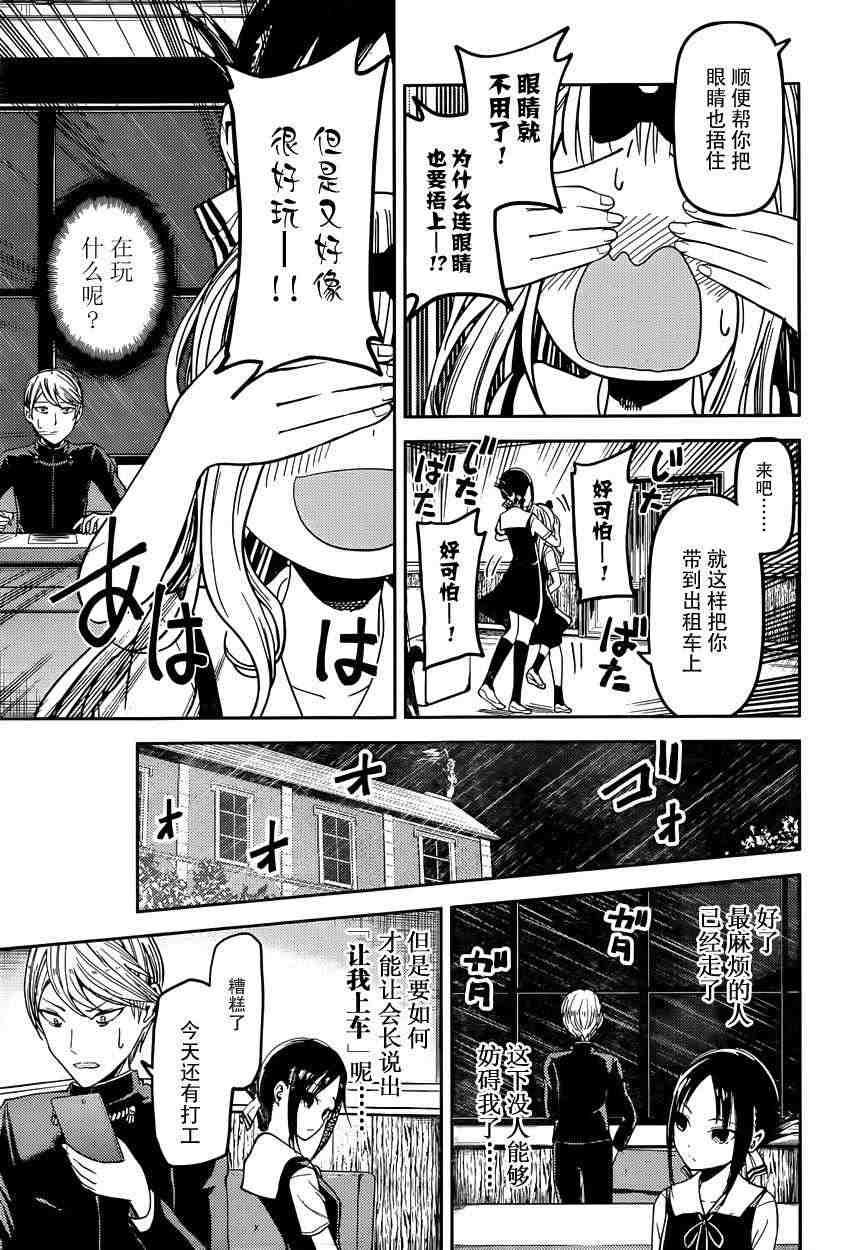 顺便帮你把
眼睛也捂住
眼睛就
不用了！
为什么连眼睛
也要捂上—！？
来吧……
就这样把你
带到出租车上
好可怕—！
好可怕—！
ばた
ばた
ばた
但是又好像
很好玩—！！
在玩
什么呢？
あは
は
ゴォ
ォ
ォ
ォ
好了
最麻烦的人
已经走了
ガタ
ガタ
这下没人能够
妨碍我了……
但是要如何
才能让会长说出
「让我上车」呢……
糟糕了
今天还有打工